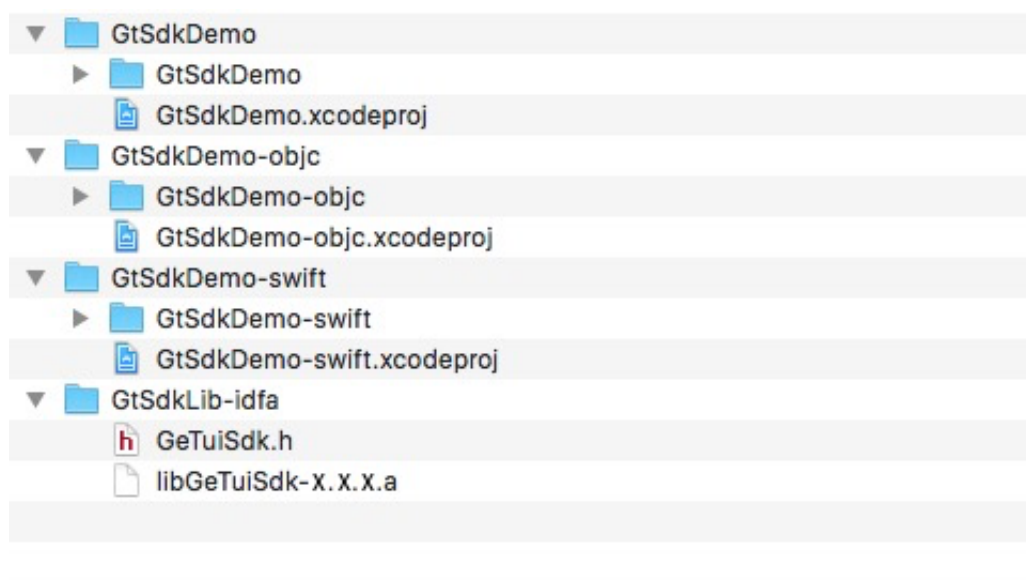 GtSdkDemo
GtSdkDemo
GtSdkDemo.xcodeproj
GtSdkDemo-objc
GtSdkDemo-objc
GtSdkDemo-objc.xcodeproj
GtSdkDemo-swift
GtSdkDemo-swift
GtSdkDemo-swift.xcodeproj
GtSdkLib-idfa
h GeTuiSdk.h
libGeTuiSdk-X.X.X.a